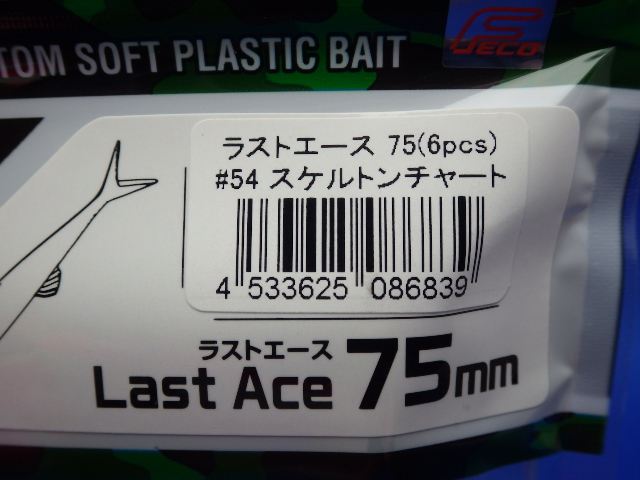 TOM SOFT PLASTIC BAIT
JECO
ラストエース 75(6pcs)
#54 スケルトンチャート
4 533625 086839
ラストエース
Last Ace 75mm